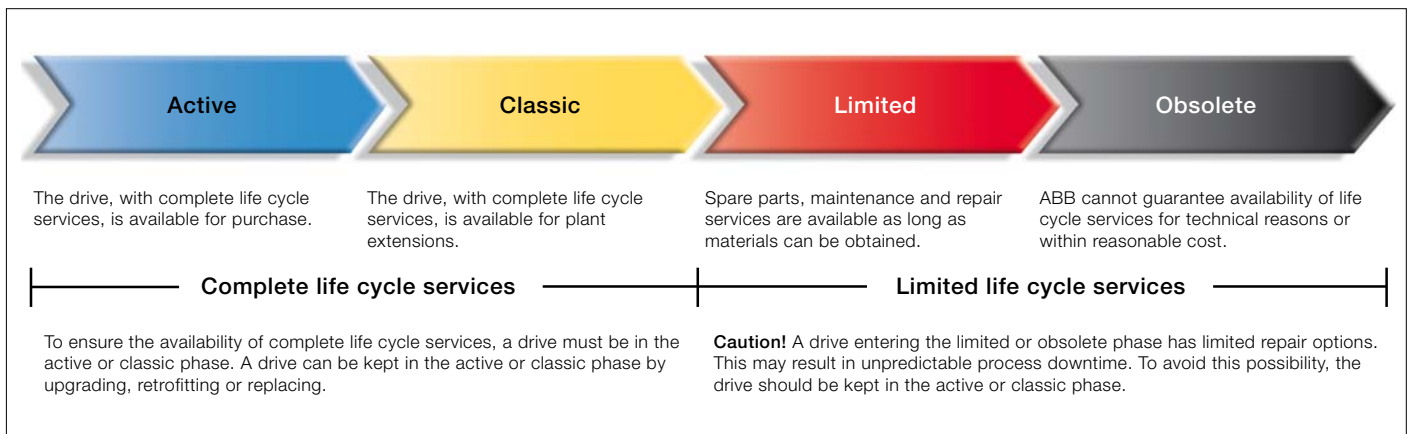 Active
Classic
Limited
Obsolete
The drive, with complete life cycle
services, is available for purchase.
The drive, with complete life cycle
services, is available for plant
extensions.
Spare parts, maintenance and repair
services are available as long as
materials can be obtained.
ABB cannot guarantee availability of life
cycle services for technical reasons or
within reasonable cost.
Complete life cycle services
Limited life cycle services
To ensure the availability of complete life cycle services, a drive must be in the
active or classic phase. A drive can be kept in the active or classic phase by
upgrading, retrofitting or replacing.
Caution! A drive entering the limited or obsolete phase has limited repair options.
This may result in unpredictable process downtime. To avoid this possibility, the
drive should be kept in the active or classic phase.